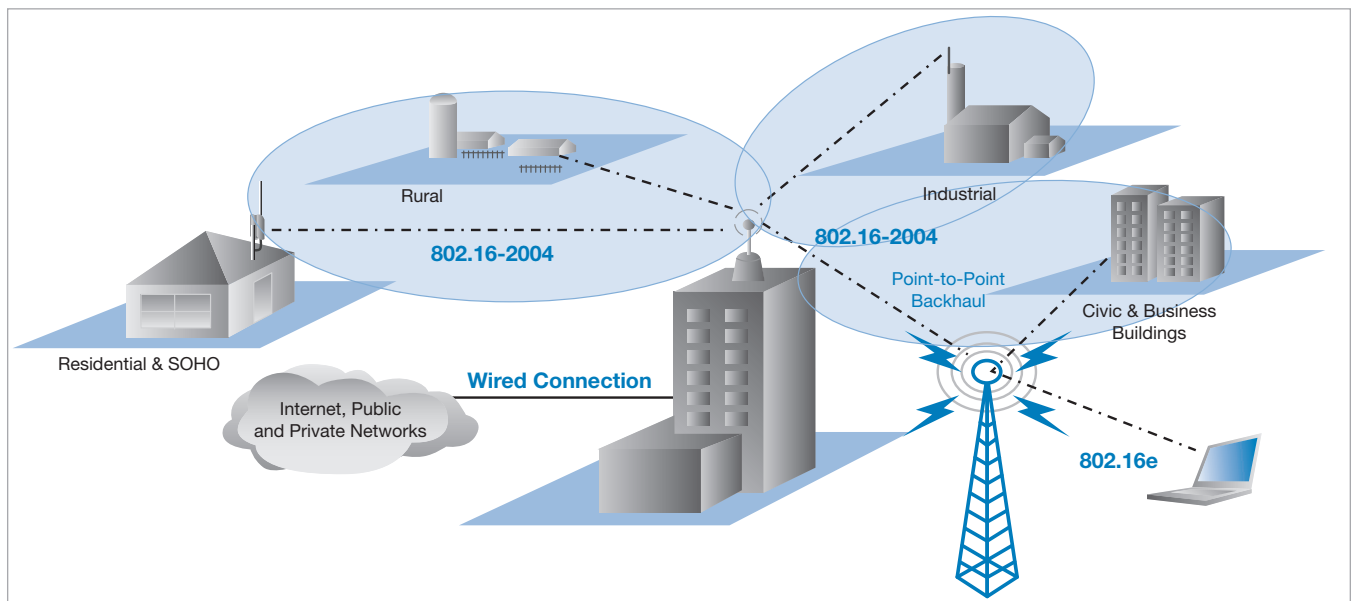 Rural
Industrial
802.16-2004
802.16-2004
Point-to-Point
Backhaul
Civic & Business
Buildings
Residential & SOHO
Wired Connection
Internet, Public
and Private Networks
802.16e